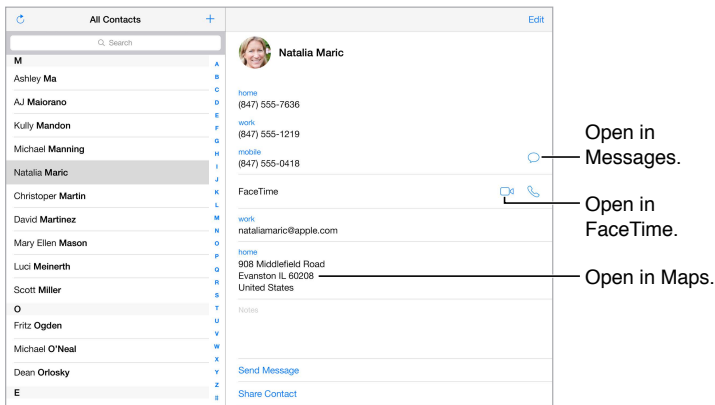 All Contacts
+
Edit
Search
M
Ashley Ma
AJ Maiorano
Kully Mandon
Michael Manning
Natalia Maric
Christoper Martin
David Martinez
Mary Ellen Mason
Luci Meinerth
Scott Miller
O
Fritz Ogden
Michael O'Neal
Dean Orlosky
E
A
B
C
D
E
F
G
H
I
J
K
L
M
N
O
P
Q
R
S
T
U
V
W
X
Y
Z
Natalia Maric
home
(847) 555-7636
work
(847) 555-1219
mobile
(847) 555-0418
FaceTime
work
nataliamaric@apple.com
home
908 Middlefield Road
Evanston IL 60208
United States
Notes
Send Message
Share Contact
Open in
Messages.
Open in
FaceTime.
Open in Maps.